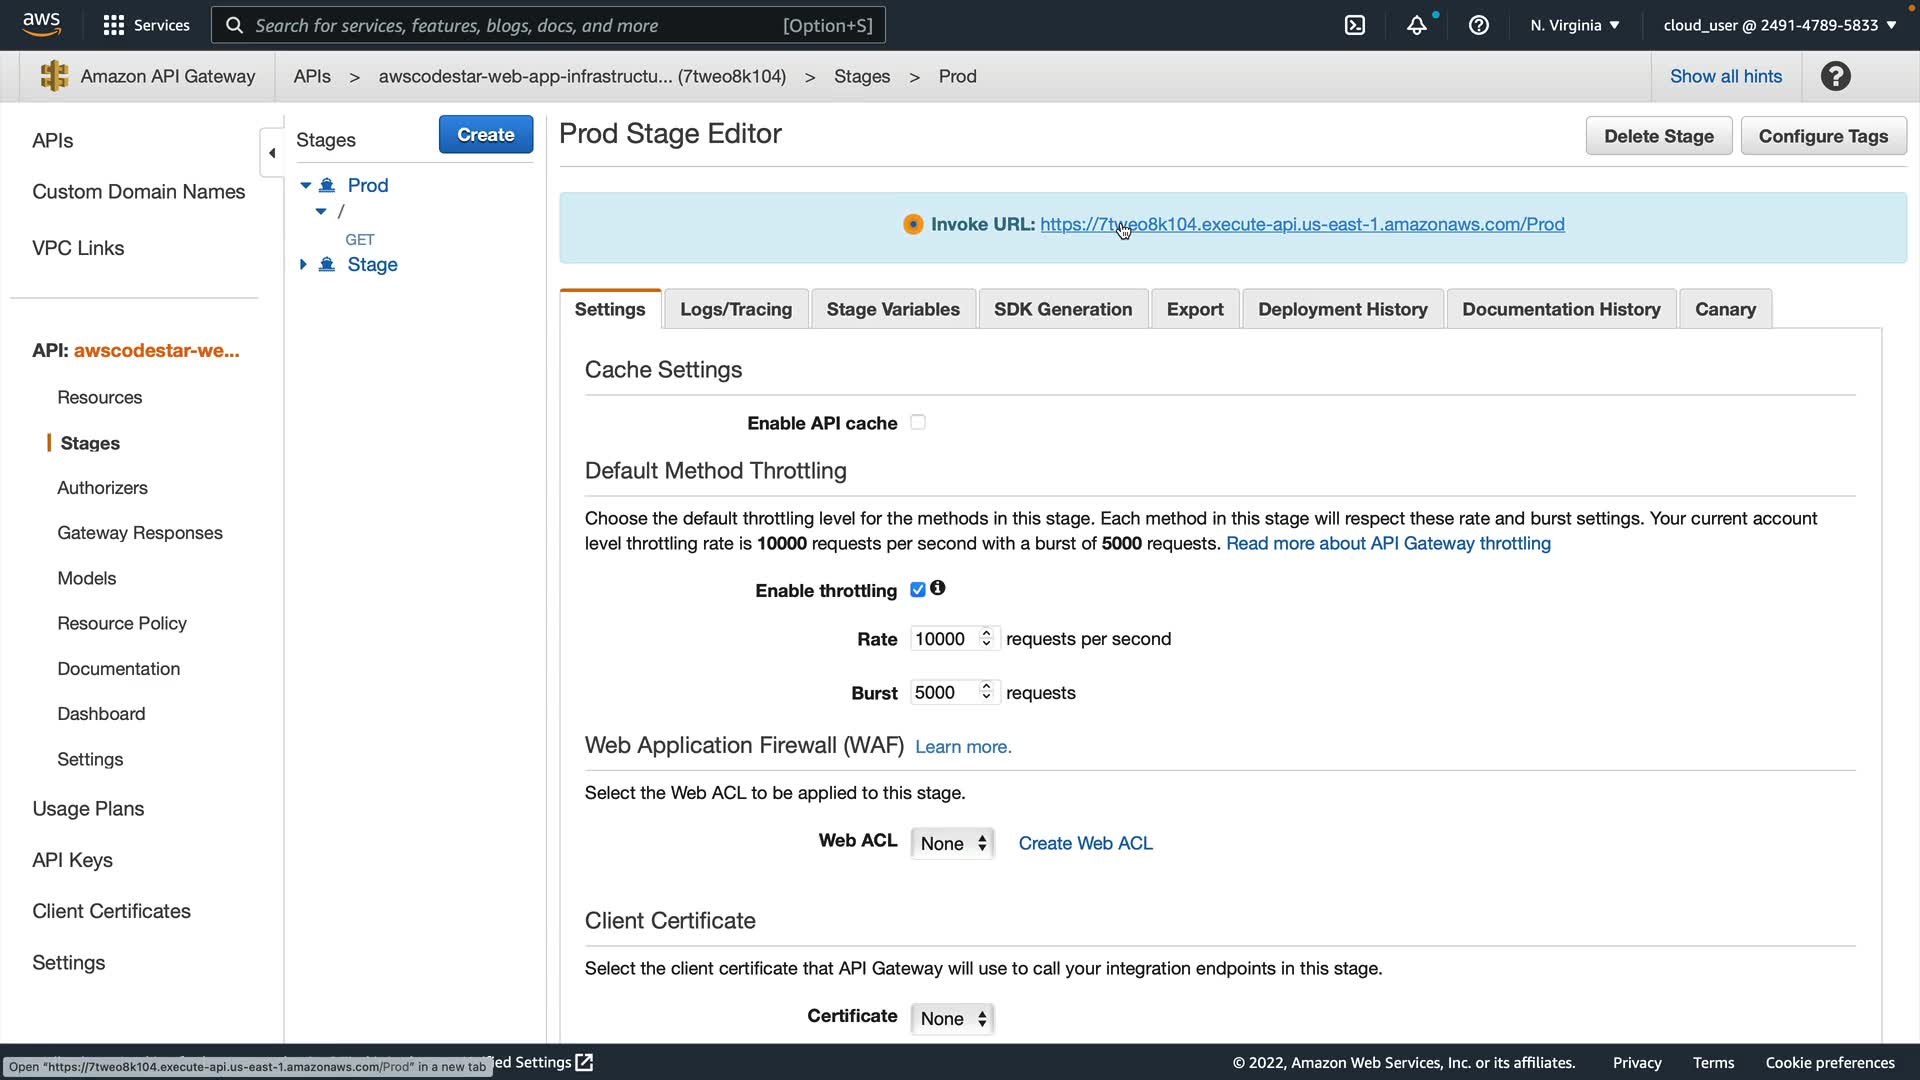 aws
Services
Search for services, features, blogs, docs, and more
[Option+S]
N. Virginia ▼
cloud_user @ 2491-4789-5833 ▼
Amazon API Gateway
APIs > awscodestar-web-app-infrastructu... (7tweo8k104) > Stages > Prod
Show all hints
APIs
Custom Domain Names
VPC Links
API: awscodestar-we...
Resources
Stages
Authorizers
Gateway Responses
Models
Resource Policy
Documentation
Dashboard
Settings
Usage Plans
API Keys
Client Certificates
Settings
Stages
Create
Prod
/
GET
Stage
Prod Stage Editor
Delete Stage
Configure Tags
Invoke URL: https://7tweo8k104.execute-api.us-east-1.amazonaws.com/Prod
Settings
Logs/Tracing
Stage Variables
SDK Generation
Export
Deployment History
Documentation History
Canary
Cache Settings
Enable API cache
Default Method Throttling
Choose the default throttling level for the methods in this stage. Each method in this stage will respect these rate and burst settings. Your current account
level throttling rate is 10000 requests per second with a burst of 5000 requests. Read more about API Gateway throttling
Enable throttling
Rate 10000 requests per second
Burst 5000 requests
Web Application Firewall (WAF) Learn more.
Select the Web ACL to be applied to this stage.
Web ACL None Create Web ACL
Client Certificate
Select the client certificate that API Gateway will use to call your integration endpoints in this stage.
Certificate None
Open "https://7tweo8k104.execute-api.us-east-1.amazonaws.com/Prod" in a new tab
Settings
© 2022, Amazon Web Services, Inc. or its affiliates.
Privacy
Terms
Cookie preferences